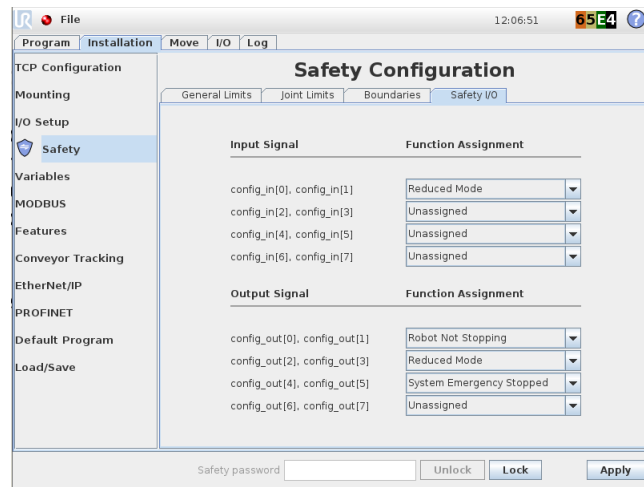 UR File 12:06:51 65E4 ?
Program Installation Move I/O Log
TCP Configuration
Mounting
I/O Setup
Safety
Variables
MODBUS
Features
Conveyor Tracking
EtherNet/IP
PROFINET
Default Program
Load/Save
Safety Configuration
General Limits Joint Limits Boundaries Safety I/O
Input Signal Function Assignment
config_in[0], config_in[1] Reduced Mode
config_in[2], config_in[3] Unassigned
config_in[4], config_in[5] Unassigned
config_in[6], config_in[7] Unassigned
Output Signal Function Assignment
config_out[0], config_out[1] Robot Not Stopping
config_out[2], config_out[3] Reduced Mode
config_out[4], config_out[5] System Emergency Stopped
config_out[6], config_out[7] Unassigned
Safety password Unlock Lock Apply